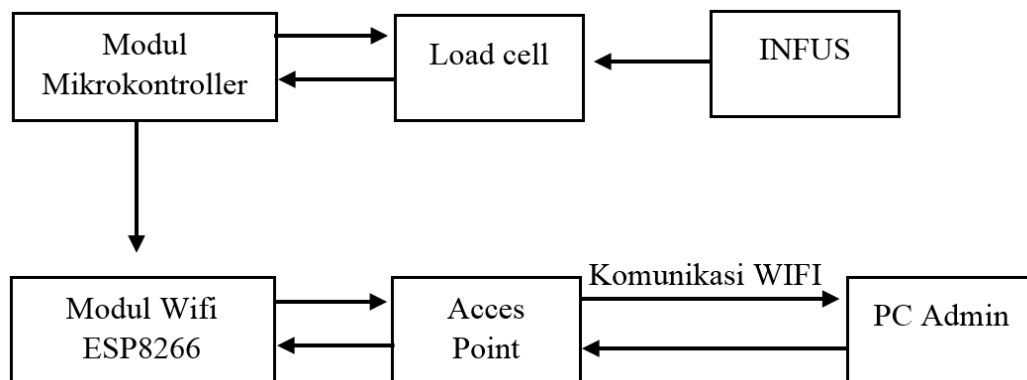 Modul
Mikrokontroller
Load cell
INFUS
Modul Wifi
ESP8266
Acces
Point
Komunikasi WIFI
PC Admin